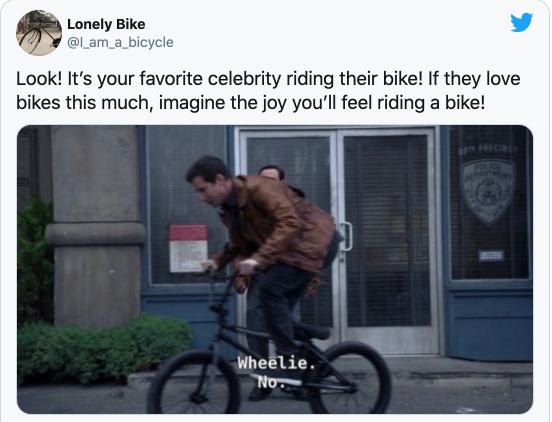 Lonely Bike
@I_am_a_bicycle
Look! It’s your favorite celebrity riding their bike! If they love
bikes this much, imagine the joy you’ll feel riding a bike!
99TH PRECINCT
POLICE
DEPARTMENT
Wheelie.
No.